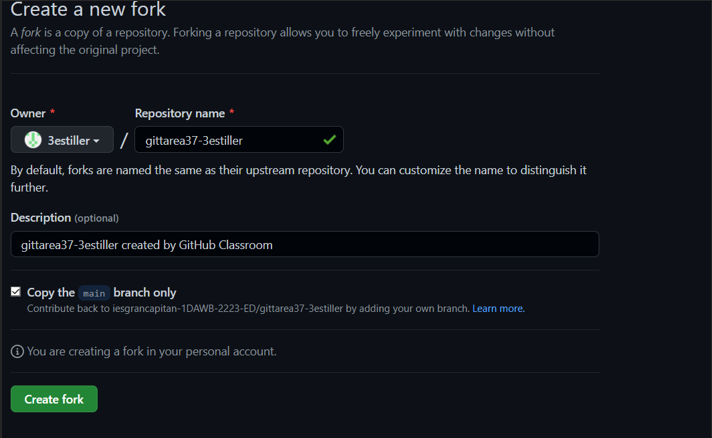 Create a new fork
A fork is a copy of a repository. Forking a repository allows you to freely experiment with changes without
affecting the original project.
Owner * Repository name *
3estiller / gittarea37-3estiller
By default, forks are named the same as their upstream repository. You can customize the name to distinguish it
further.
Description (optional)
gittarea37-3estiller created by GitHub Classroom
Copy the main branch only
Contribute back to iesgrancapitan-1DAWB-2223-ED/gittarea37-3estiller by adding your own branch. Learn more.
You are creating a fork in your personal account.
Create fork